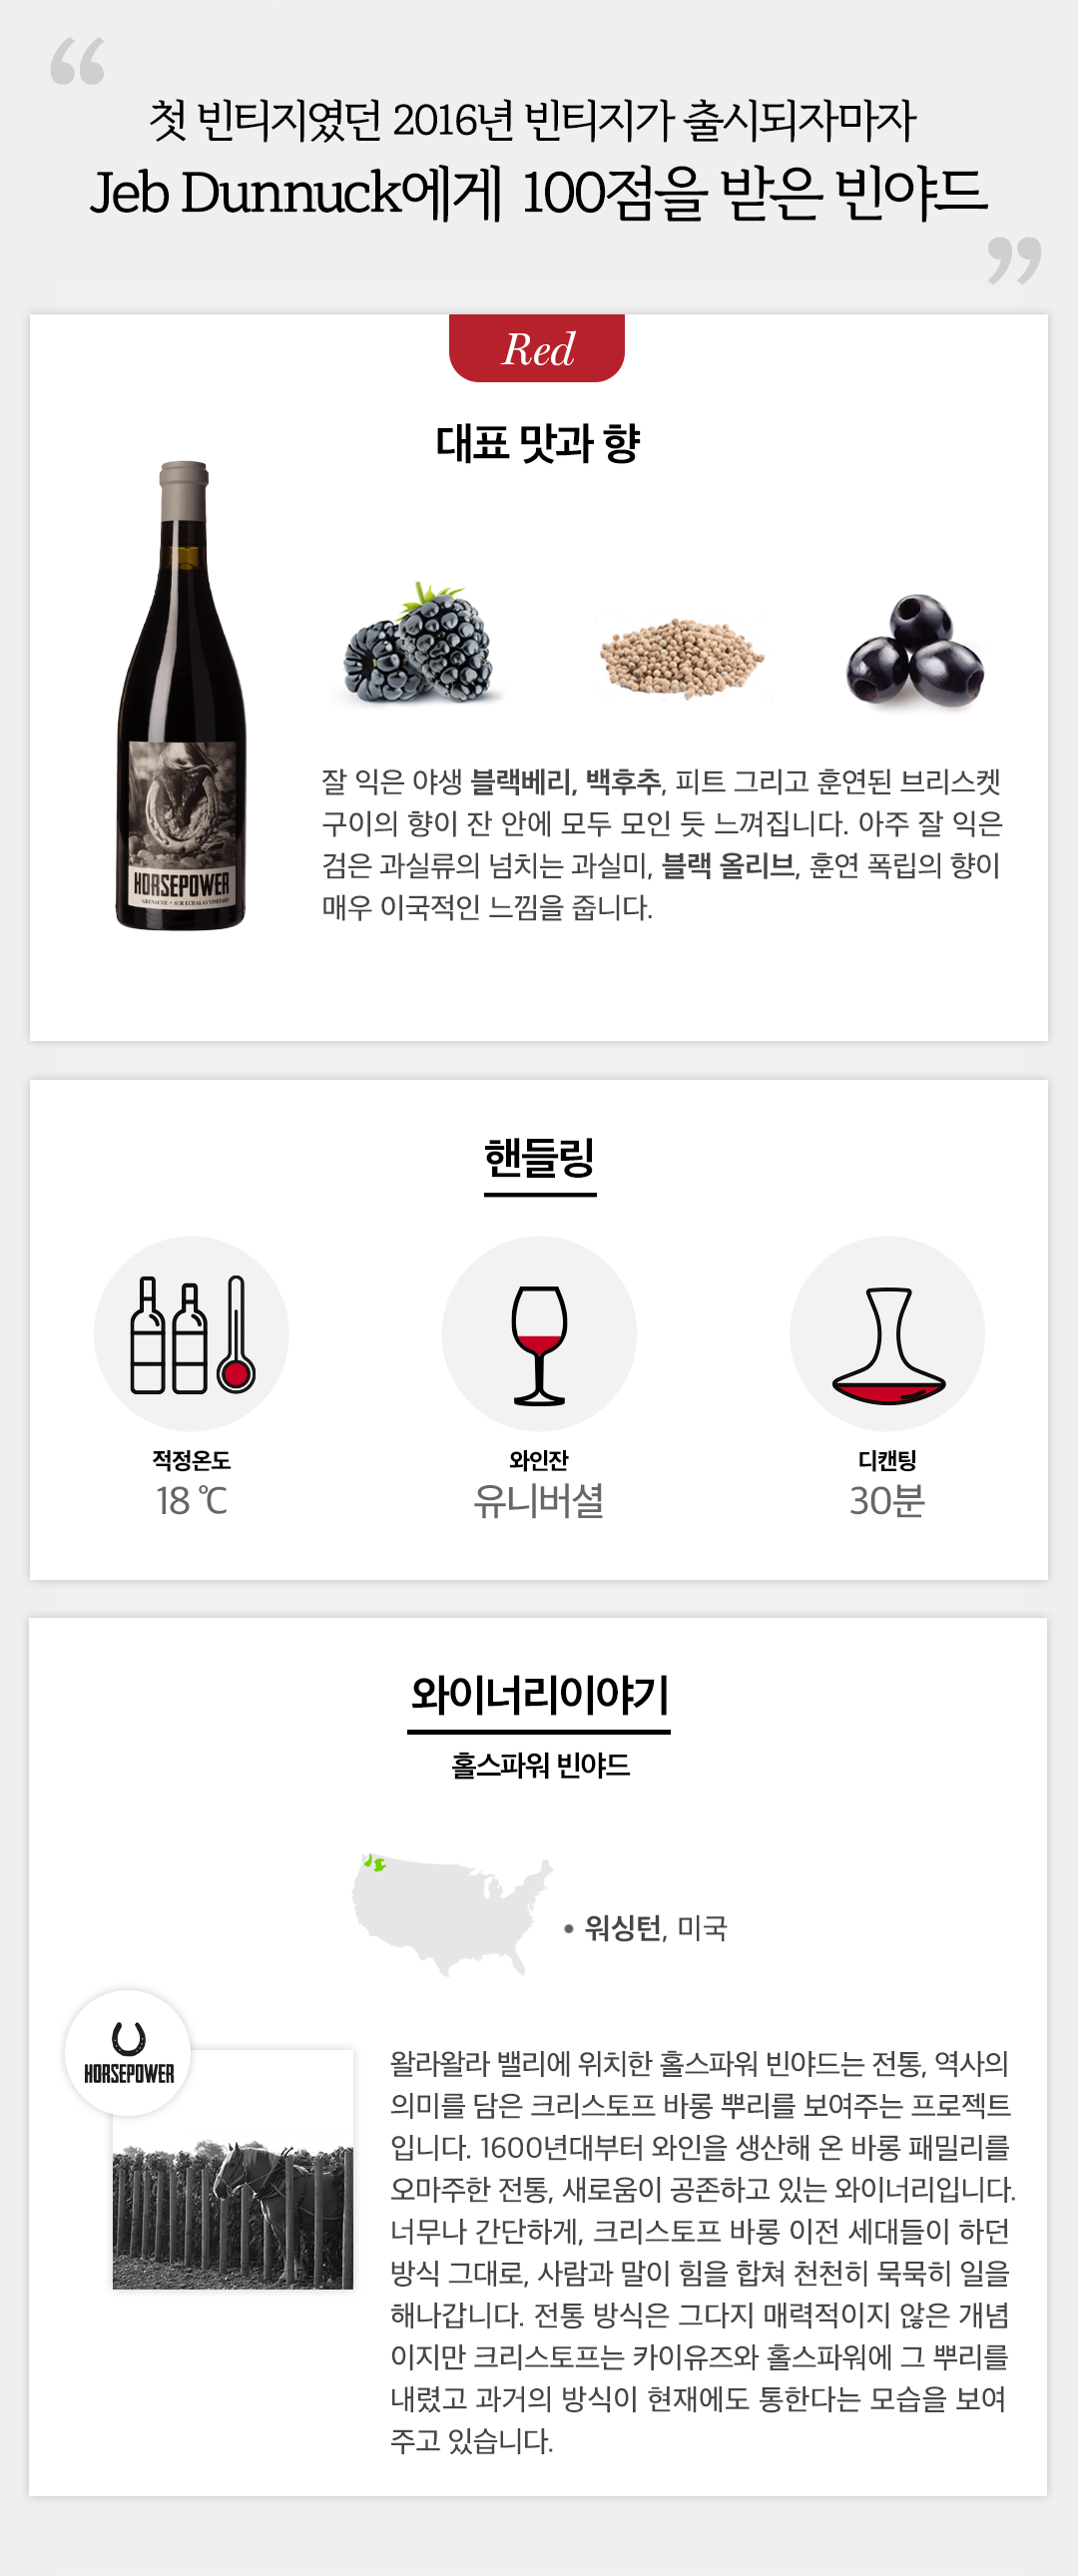 “
첫 빈티지였던 2016년 빈티지가 출시되자마자
Jeb Dunnuck에게 100점을 받은 빈야드
”
Red
대표 맛과 향
HORSEPOWER
GRENACHE • SUR ECHALAS VINEYARD
잘 익은 야생 블랙베리, 백후추, 피트 그리고 훈연된 브리스켓
구이의 향이 잔 안에 모두 모인 듯 느껴집니다. 아주 잘 익은
검은 과실류의 넘치는 과실미, 블랙 올리브, 훈연 폭립의 향이
매우 이국적인 느낌을 줍니다.
핸들링
적정온도
18 ℃
와인잔
유니버셜
디캔팅
30분
와이너리이야기
홀스파워 빈야드
• 워싱턴, 미국
HORSEPOWER
왈라왈라 밸리에 위치한 홀스파워 빈야드는 전통, 역사의
의미를 담은 크리스토프 바롱 뿌리를 보여주는 프로젝트
입니다. 1600년대부터 와인을 생산해 온 바롱 패밀리를
오마주한 전통, 새로움이 공존하고 있는 와이너리입니다.
너무나 간단하게, 크리스토프 바롱 이전 세대들이 하던
방식 그대로, 사람과 말이 힘을 합쳐 천천히 묵묵히 일을
해나갑니다. 전통 방식은 그다지 매력적이지 않은 개념
이지만 크리스토프는 카이유즈와 홀스파워에 그 뿌리를
내렸고 과거의 방식이 현재에도 통한다는 모습을 보여
주고 있습니다.